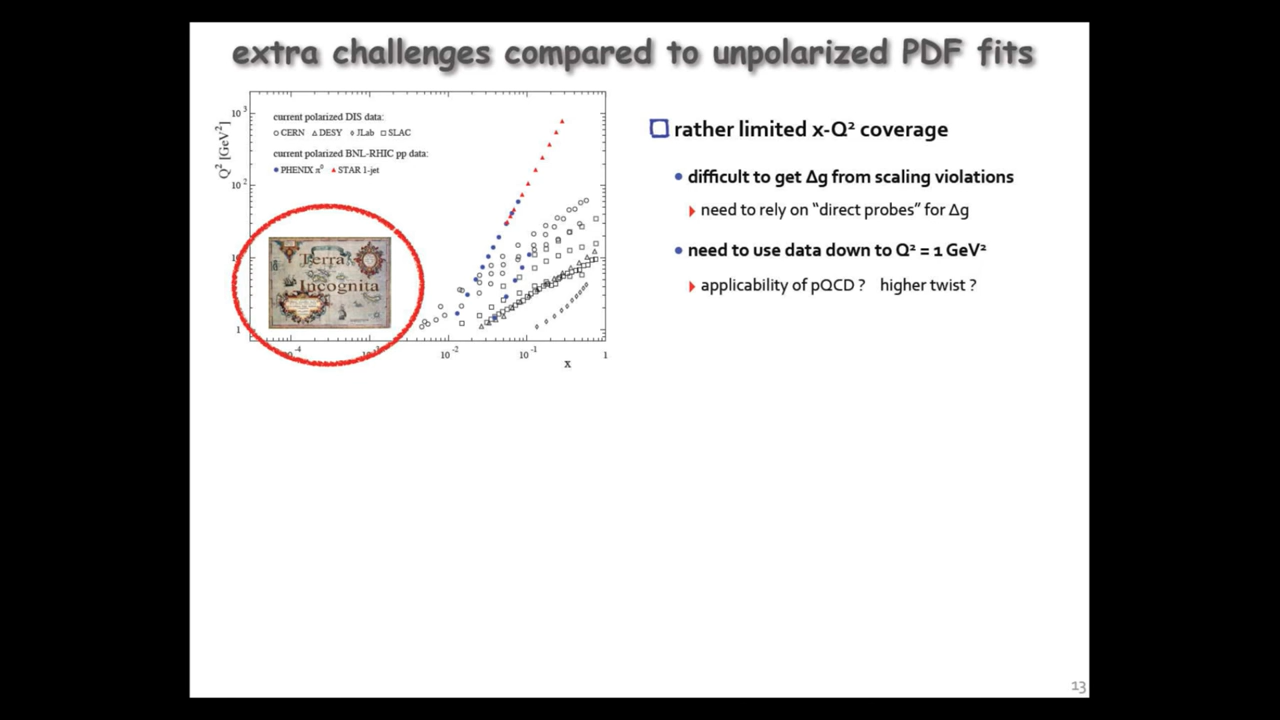 extra challenges compared to unpolarized PDF fits
10³
10²
10
1
Q² [GeV²]
current polarized DIS data:
○ CERN △ DESY ◊ JLab □ SLAC
current polarized BNL-RHIC pp data:
● PHENIX π⁰ ▲ STAR 1-jet
Terra
Incognita
10⁻² 10⁻¹ 1
x
rather limited x-Q² coverage
• difficult to get Δg from scaling violations
need to rely on “direct probes” for Δg
• need to use data down to Q² = 1 GeV²
applicability of pQCD ? higher twist ?
13